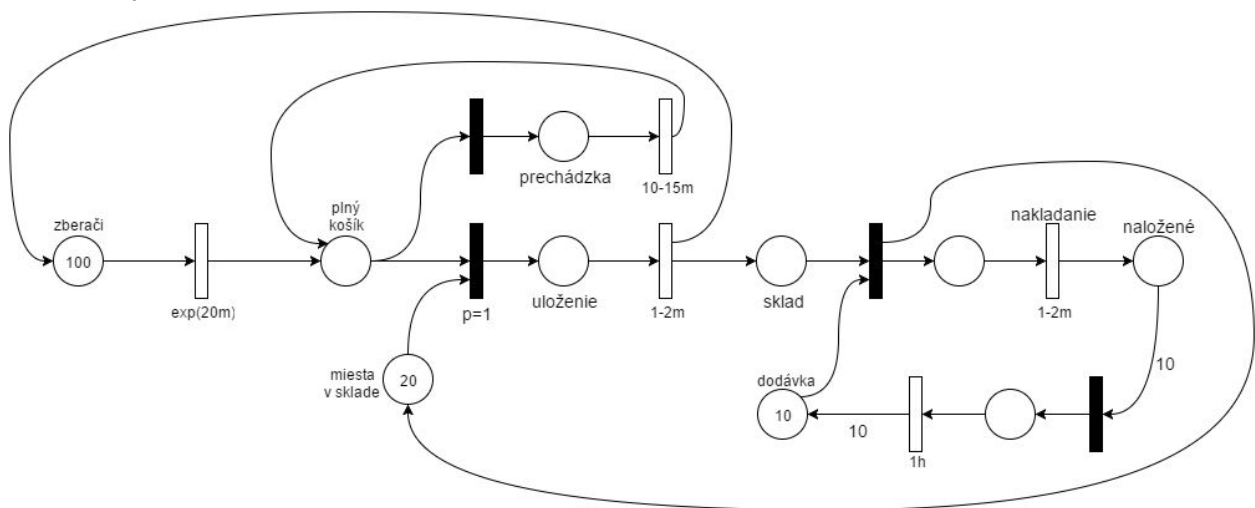 prechádzka
10-15m
zberači
100
exp(20m)
plný
košík
p=1
uloženie
1-2m
sklad
nakladanie
1-2m
naložené
miesta
v sklade
20
dodávka
10
10
1h
10